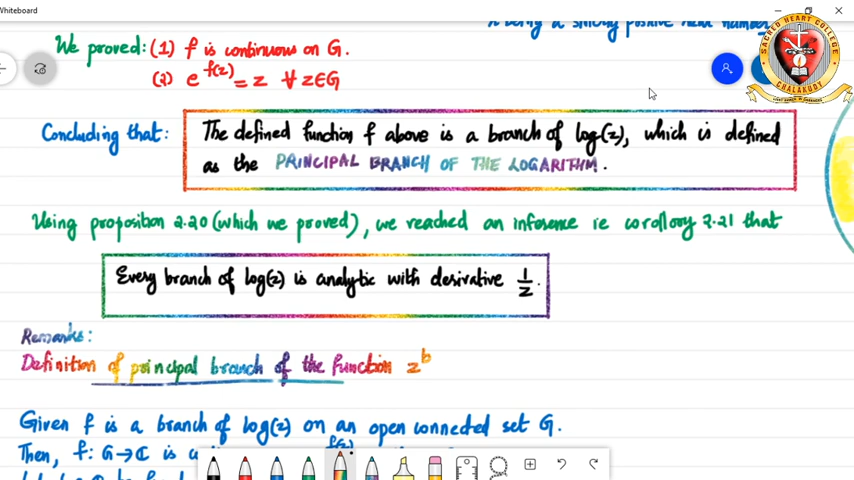 Whiteboard
We proved: (1) f is continuous on G.
(2) e^f(z) = z ∀ z∈G
SACRED HEART COLLEGE
CHALAKUDY
Concluding that: The defined function f above is a branch of log(z), which is defined
as the PRINCIPAL BRANCH OF THE LOGARITHM.
Using proposition 2.20 (which we proved), we reached an inference ie corollory 2.21 that
Every branch of log(z) is analytic with derivative 1/z.
Remarks:
Definition of principal branch of the function z^b
Given f is a branch of log(z) on an open connected set G.
Then, f: G→ℂ is